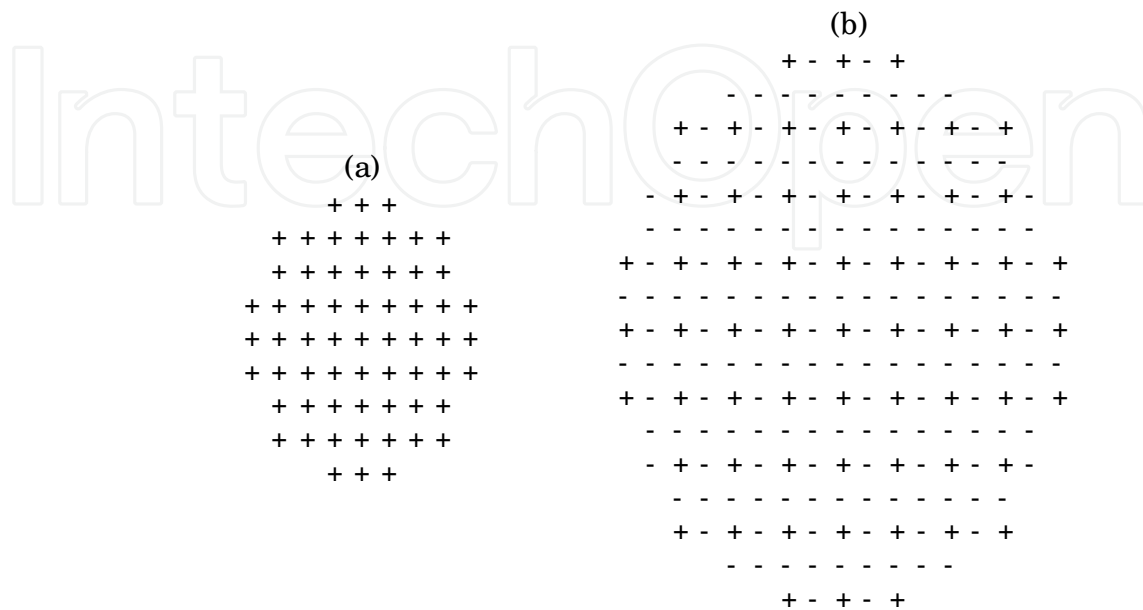 IntechOpen
(a)
+ + +
+ + + + + + +
+ + + + + + +
+ + + + + + + + +
+ + + + + + + + +
+ + + + + + + + +
+ + + + + + +
+ + + + + + +
+ + +
(b)
+ - + - +
- - - - - - - - -
+ - + - + - + - + - + - +
- - - - - - - - - - - - -
- + - + - + - + - + - + - + -
- - - - - - - - - - - - - - -
+ - + - + - + - + - + - + - + - +
- - - - - - - - - - - - - - - - -
+ - + - + - + - + - + - + - + - +
- - - - - - - - - - - - - - - - -
+ - + - + - + - + - + - + - + - +
- - - - - - - - - - - - - - -
- + - + - + - + - + - + - + -
- - - - - - - - - - - - -
+ - + - + - + - + - + - +
- - - - - - - - -
+ - + - +